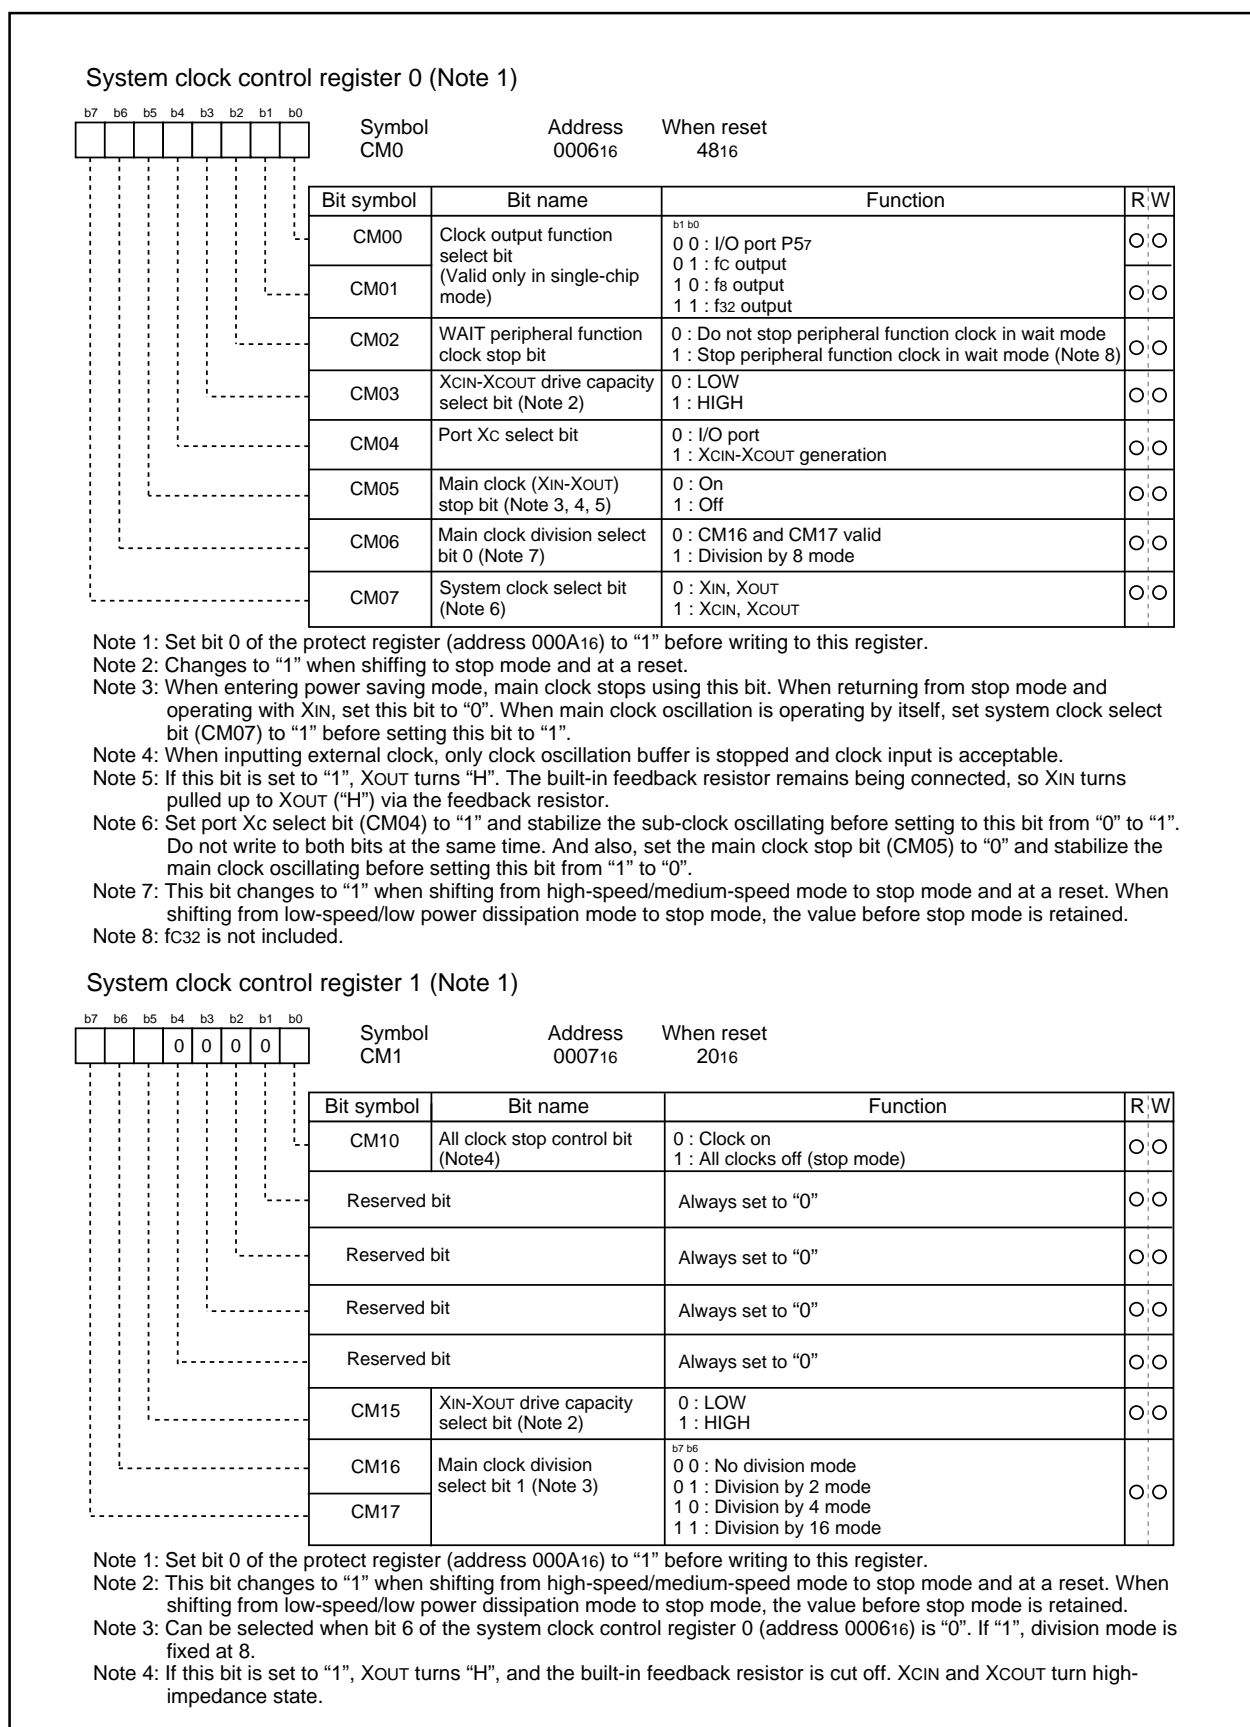 System clock control register 0 (Note 1)
b7 b6 b5 b4 b3 b2 b1 b0
Symbol Address When reset
CM0 000616 4816
Bit symbol Bit name Function R W
CM00 Clock output function select bit (Valid only in single-chip mode)
b1 b0
0 0 : I/O port P57
0 1 : fC output
CM01
1 0 : f8 output
1 1 : f32 output
CM02 WAIT peripheral function 0 : Do not stop peripheral function clock in wait mode
clock stop bit 1 : Stop peripheral function clock in wait mode (Note 8)
CM03 XCIN-XCOUT drive capacity 0 : LOW
select bit (Note 2) 1 : HIGH
CM04 Port XC select bit 0 : I/O port
1 : XCIN-XCOUT generation
CM05 Main clock (XIN-XOUT) 0 : On
stop bit (Note 3, 4, 5) 1 : Off
CM06 Main clock division select 0 : CM16 and CM17 valid
bit 0 (Note 7) 1 : Division by 8 mode
CM07 System clock select bit 0 : XIN, XOUT
(Note 6) 1 : XCIN, XCOUT
Note 1: Set bit 0 of the protect register (address 000A16) to “1” before writing to this register.
Note 2: Changes to “1” when shiffing to stop mode and at a reset.
Note 3: When entering power saving mode, main clock stops using this bit. When returning from stop mode and
operating with XIN, set this bit to “0”. When main clock oscillation is operating by itself, set system clock select
bit (CM07) to “1” before setting this bit to “1”.
Note 4: When inputting external clock, only clock oscillation buffer is stopped and clock input is acceptable.
Note 5: If this bit is set to “1”, XOUT turns “H”. The built-in feedback resistor remains being connected, so XIN turns
pulled up to XOUT (“H”) via the feedback resistor.
Note 6: Set port Xc select bit (CM04) to “1” and stabilize the sub-clock oscillating before setting to this bit from “0” to “1”.
Do not write to both bits at the same time. And also, set the main clock stop bit (CM05) to “0” and stabilize the
main clock oscillating before setting this bit from “1” to “0”.
Note 7: This bit changes to “1” when shifting from high-speed/medium-speed mode to stop mode and at a reset. When
shifting from low-speed/low power dissipation mode to stop mode, the value before stop mode is retained.
Note 8: fC32 is not included.
System clock control register 1 (Note 1)
b7 b6 b5 b4 b3 b2 b1 b0
0 0 0 0
Symbol Address When reset
CM1 000716 2016
Bit symbol Bit name Function R W
CM10 All clock stop control bit 0 : Clock on
(Note4) 1 : All clocks off (stop mode)
Reserved bit Always set to “0”
Reserved bit Always set to “0”
Reserved bit Always set to “0”
Reserved bit Always set to “0”
CM15 XIN-XOUT drive capacity 0 : LOW
select bit (Note 2) 1 : HIGH
b7 b6
CM16 Main clock division 0 0 : No division mode
select bit 1 (Note 3) 0 1 : Division by 2 mode
CM17 1 0 : Division by 4 mode
1 1 : Division by 16 mode
Note 1: Set bit 0 of the protect register (address 000A16) to “1” before writing to this register.
Note 2: This bit changes to “1” when shifting from high-speed/medium-speed mode to stop mode and at a reset. When
shifting from low-speed/low power dissipation mode to stop mode, the value before stop mode is retained.
Note 3: Can be selected when bit 6 of the system clock control register 0 (address 000616) is “0”. If “1”, division mode is
fixed at 8.
Note 4: If this bit is set to “1”, XOUT turns “H”, and the built-in feedback resistor is cut off. XCIN and XCOUT turn high-
impedance state.